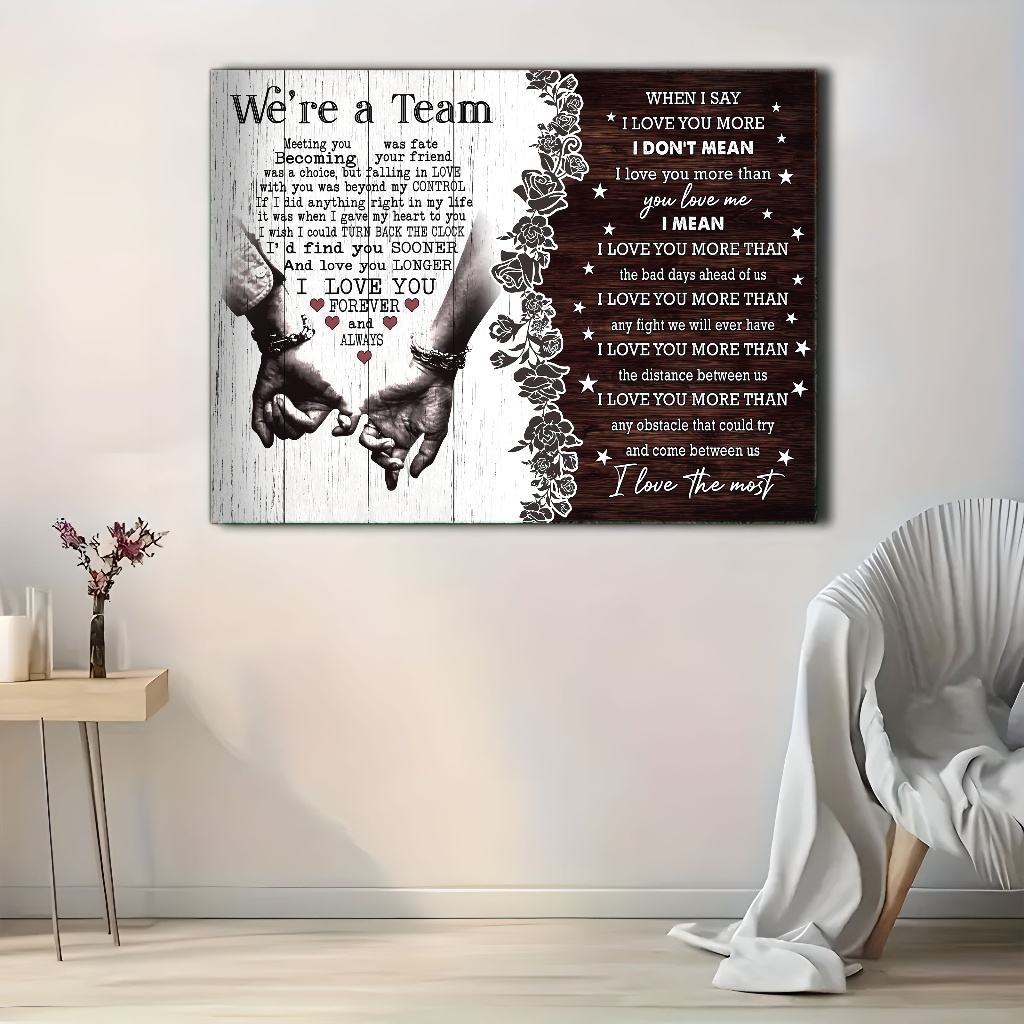 We're a Team
Meeting you was fate
Becoming your friend
was a choice, but falling in LOVE
with you was beyond my CONTROL
If I did anything right in my life
it was when I gave my heart to you
I wish I could TURN BACK THE CLOCK
I'd find you SOONER
And love you LONGER
I LOVE YOU
FOREVER
and
ALWAYS
WHEN I SAY
I LOVE YOU MORE
I DON'T MEAN
I love you more than
you love me
I MEAN
I LOVE YOU MORE THAN
the bad days ahead of us
I LOVE YOU MORE THAN
any fight we will ever have
I LOVE YOU MORE THAN
the distance between us
I LOVE YOU MORE THAN
any obstacle that could try
and come between us
I love the most